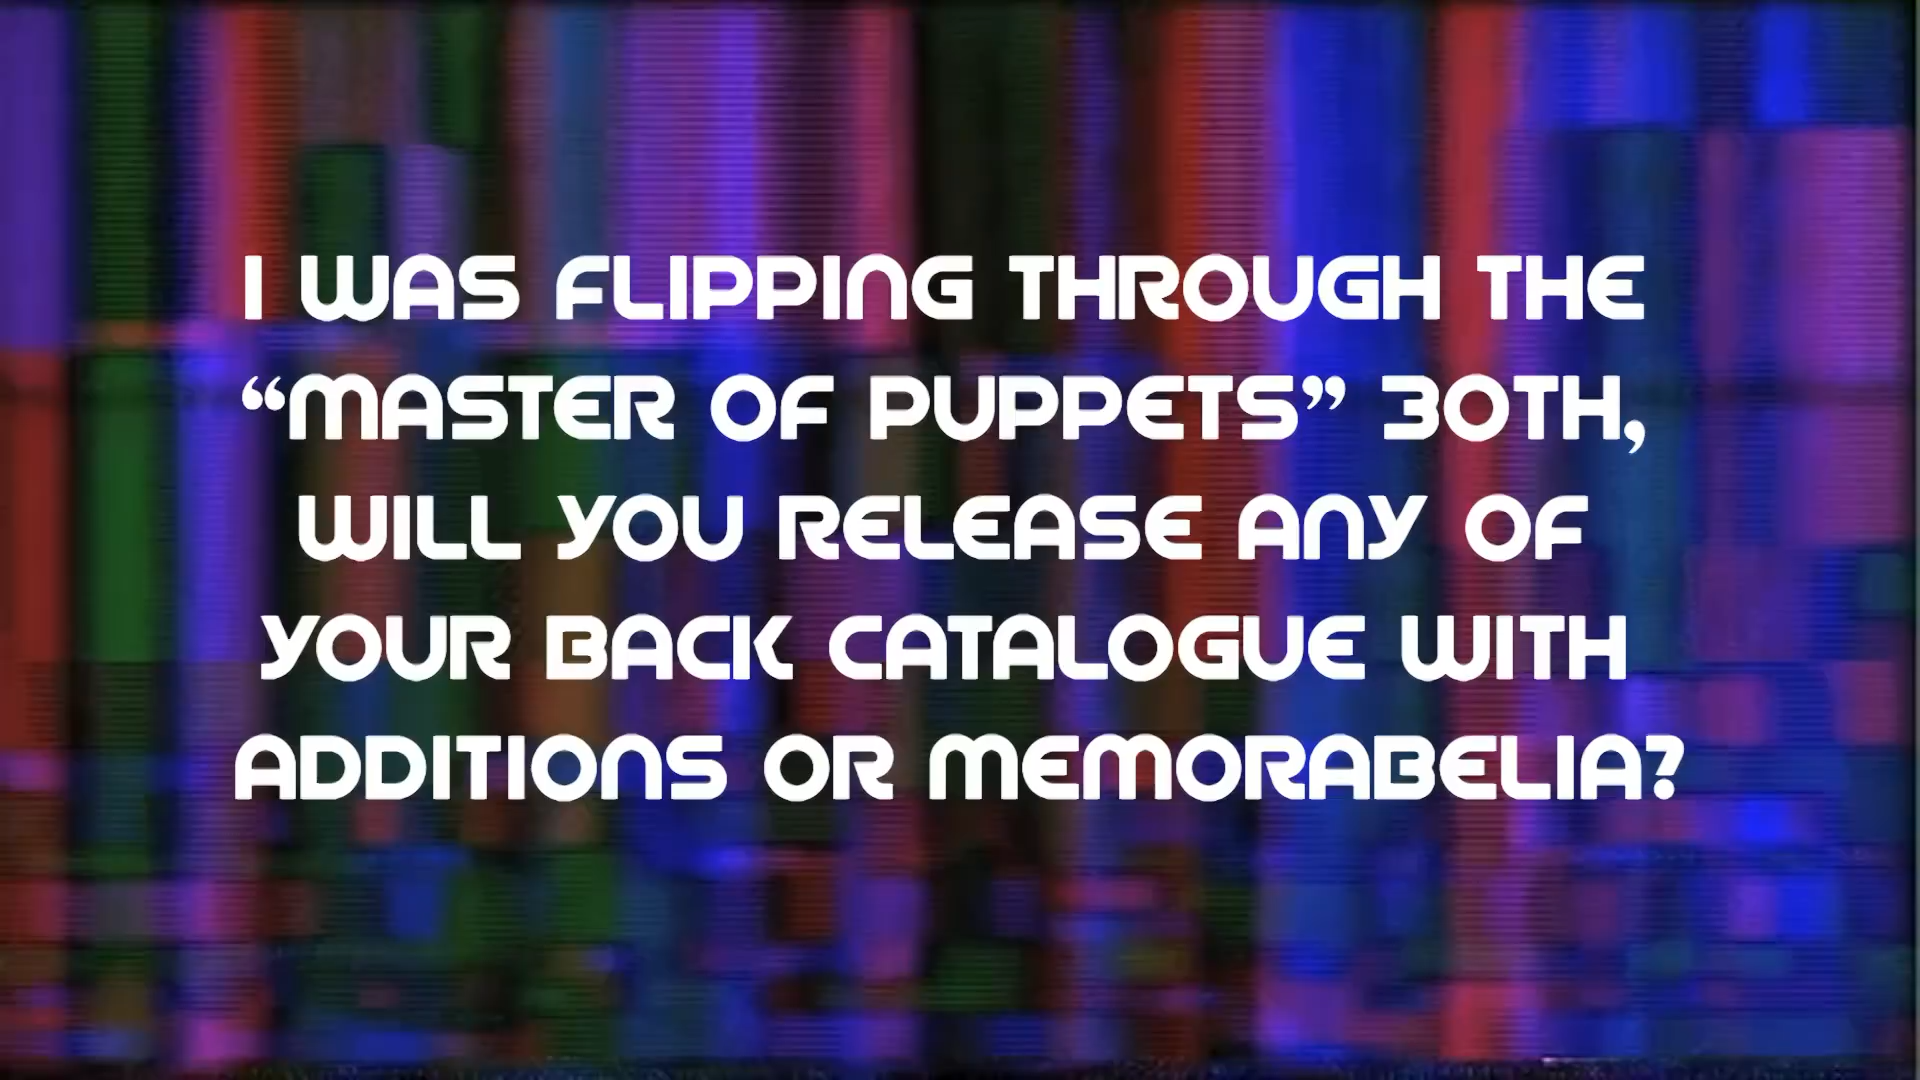 I WAS FLIPPING THROUGH THE
“MASTER OF PUPPETS” 30TH,
WILL YOU RELEASE ANY OF
YOUR BACK CATALOGUE WITH
ADDITIONS OR MEMORABELIA?